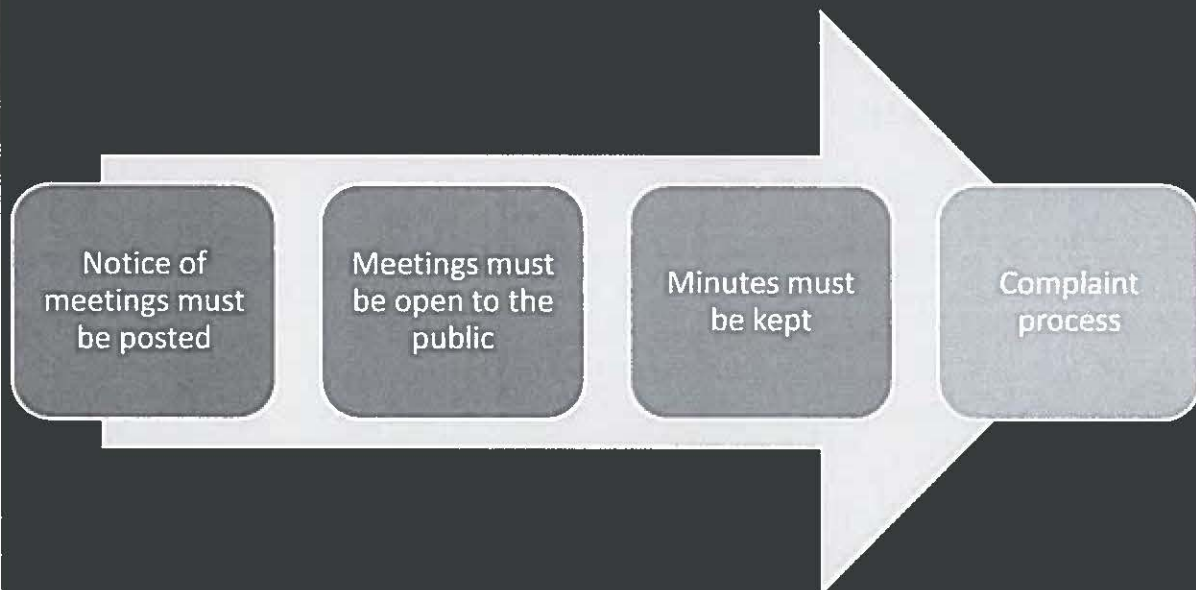 Notice of
meetings must
be posted
Meetings must
be open to the
public
Minutes must
be kept
Complaint
process